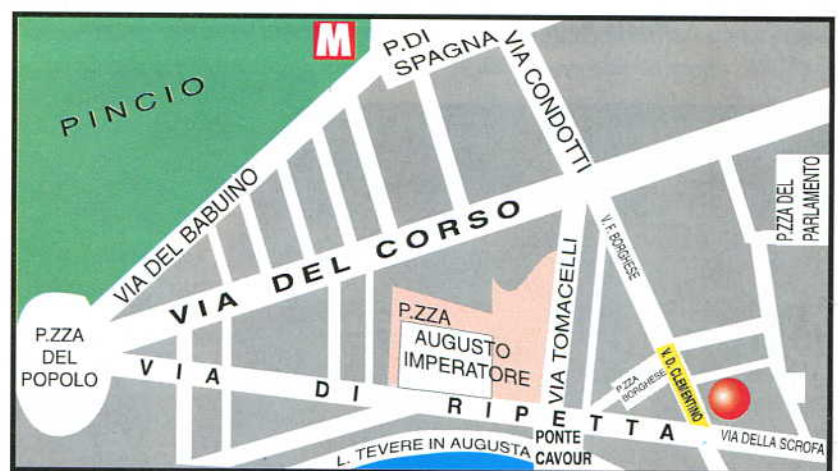 M
P.DI
SPAGNA
VIA CONDOTTI
PINCIO
VIA DEL BABUINO
VIA DEL CORSO
V. F. BORGHESE
P.ZZA DEL
PARLAMENTO
P.ZZA
DEL
POPOLO
P.ZZA
AUGUSTO
IMPERATORE
VIA TOMACELLI
P.ZZA
BORGHESE
V. D. CLEMENTINO
VIA DI RIPETTA
VIA DELLA SCROFA
L. TEVERE IN AUGUSTA
PONTE
CAVOUR